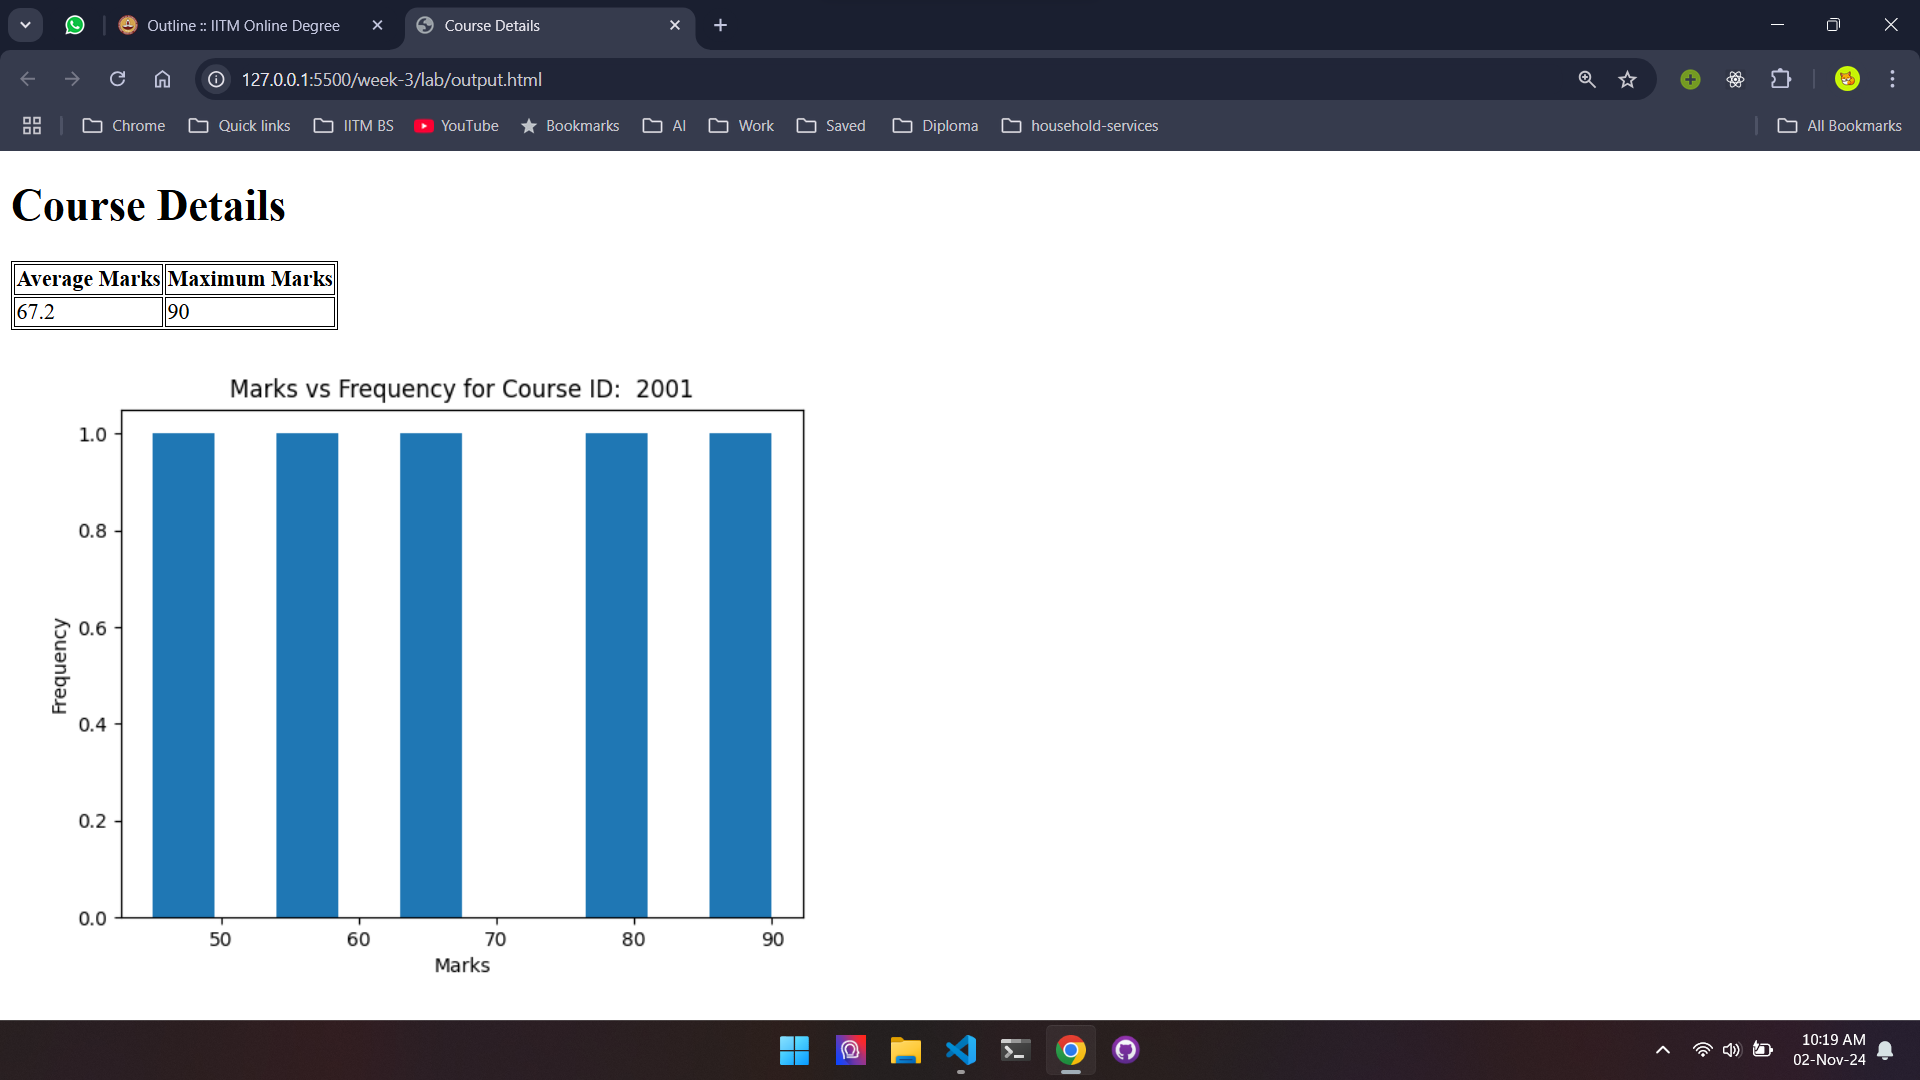 Outline :: IITM Online Degree
Course Details
127.0.0.1:5500/week-3/lab/output.html
Chrome Quick links IITM BS YouTube Bookmarks AI Work Saved Diploma household-services All Bookmarks
Course Details
Average Marks Maximum Marks
67.2 90
Marks vs Frequency for Course ID: 2001
1.0
0.8
0.6
0.4
0.2
0.0
Frequency
50 60 70 80 90
Marks
10:19 AM
02-Nov-24